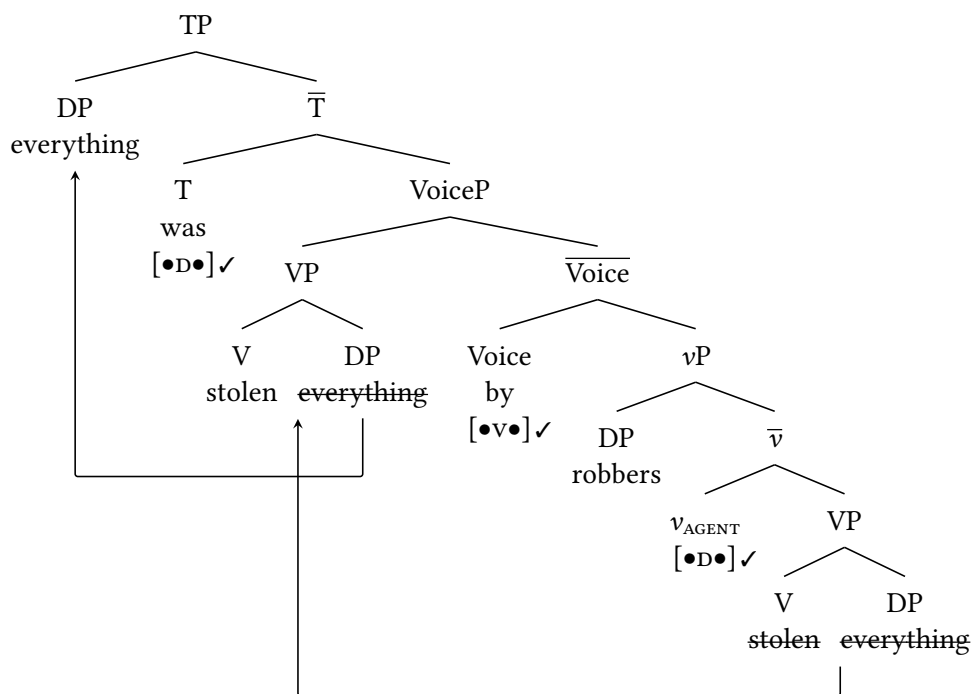 TP
DP T̅
everything
T VoiceP
was
[●D●]✓
VP V̅o̅i̅c̅e̅
V DP Voice vP
stolen everything by
[●V●]✓
DP v̅
robbers
vAGENT VP
[●D●]✓
V DP
stolen everything